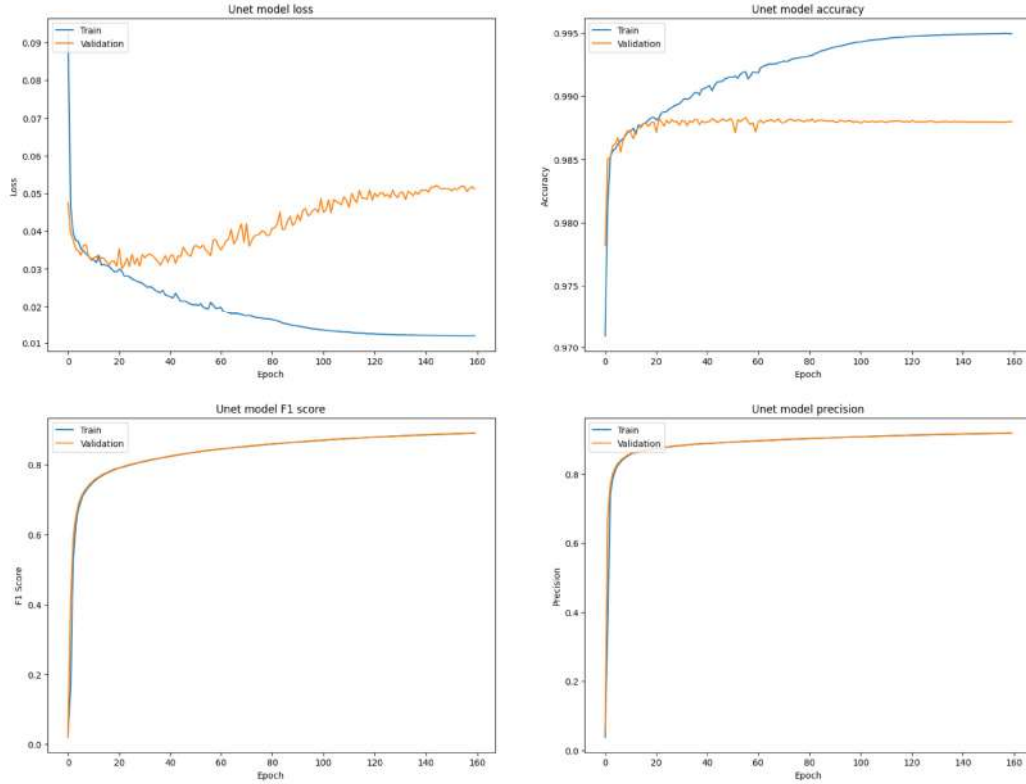 Unet model loss
Train
Validation
0.09
0.08
0.07
0.06
0.05
0.04
0.03
0.02
0.01
Loss
0 20 40 60 80 100 120 140 160
Epoch
Unet model accuracy
Train
Validation
0.995
0.990
0.985
0.980
0.975
0.970
Accuracy
0 20 40 60 80 100 120 140 160
Epoch
Unet model F1 score
Train
Validation
0.8
0.6
0.4
0.2
0.0
F1 Score
0 20 40 60 80 100 120 140 160
Epoch
Unet model precision
Train
Validation
0.8
0.6
0.4
0.2
0.0
Precision
0 20 40 60 80 100 120 140 160
Epoch